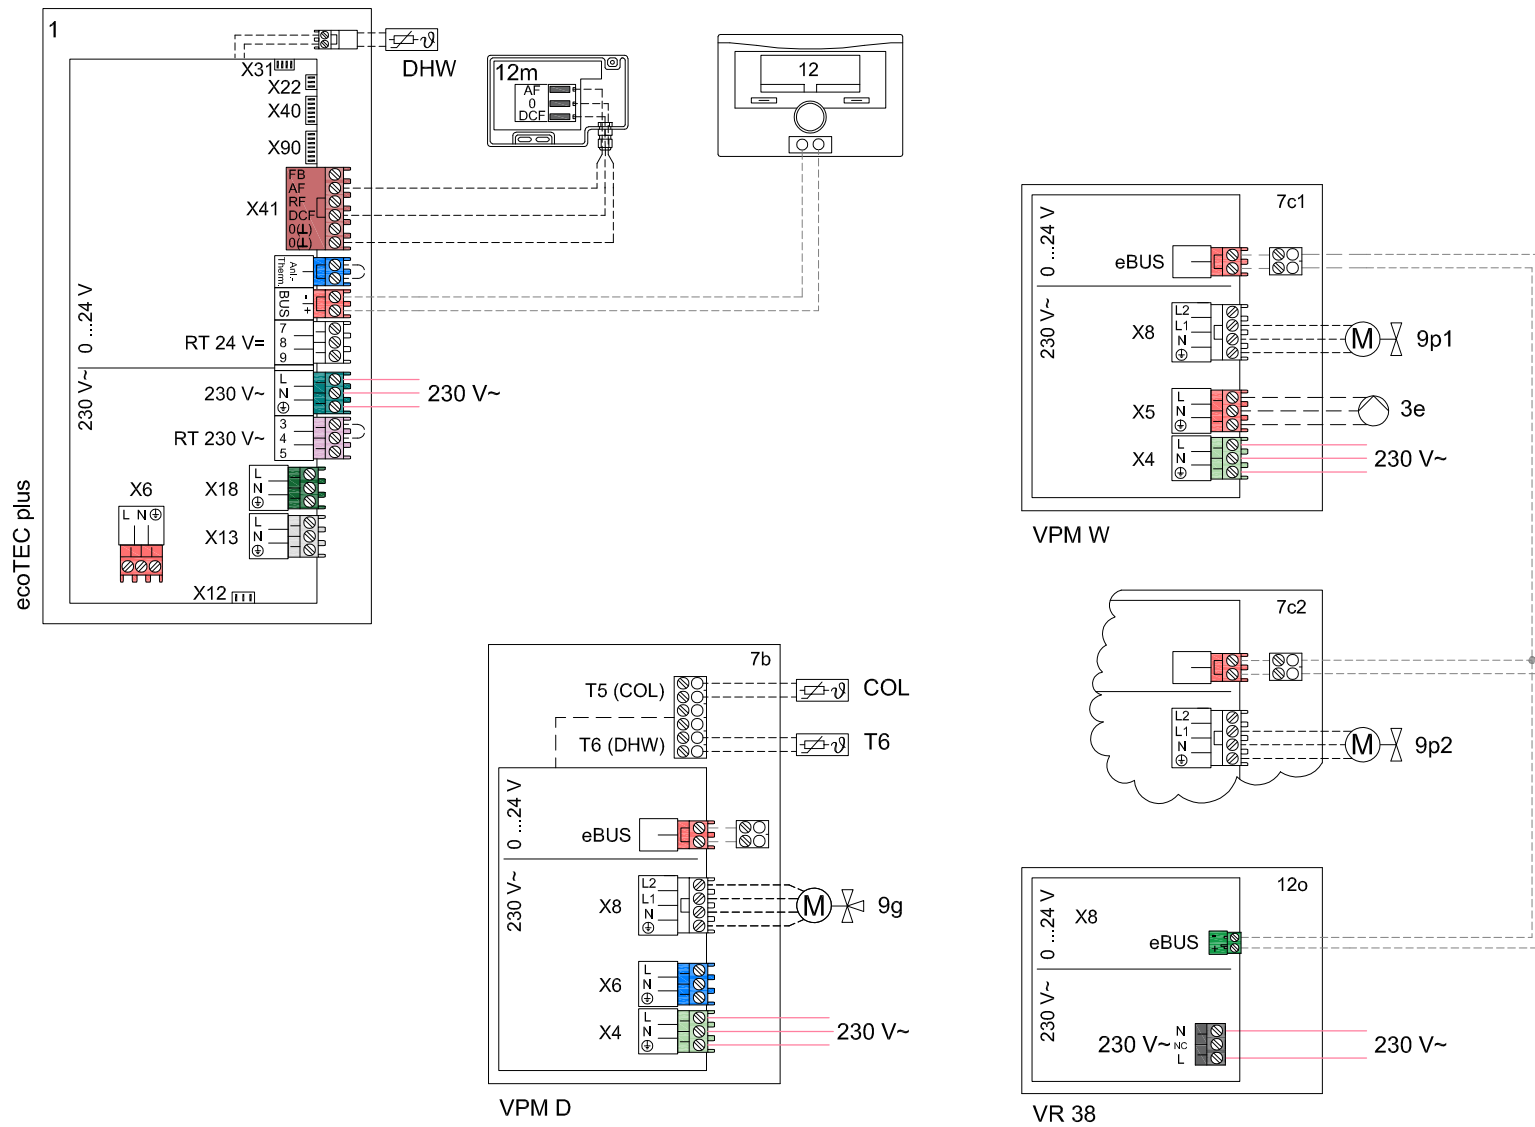 1
ecoTEC plus
X31
X22
X40
X90
DHW
X41
FB
AF
RF
DCF
0(⊥)
0(⊥)
Anl.-
Therm.
BUS
-
+
0 ...24 V
230 V~
RT 24 V=
7
8
9
230 V~
L
N
230 V~
RT 230 V~
3
4
5
X18
L
N
X13
L
N
X6
L N
X12
12m
AF
0
DCF
12
7b
T5 (COL)
COL
T6 (DHW)
T6
0 ...24 V
230 V~
eBUS
X8
L2
L1
N
M
9g
X6
L
N
X4
L
N
230 V~
VPM D
7c1
0 ...24 V
230 V~
eBUS
X8
L2
L1
N
M
9p1
X5
L
N
3e
X4
L
N
230 V~
VPM W
7c2
L2
L1
N
M
9p2
12o
0 ...24 V
230 V~
X8
eBUS
-
+
230 V~
N
NC
L
230 V~
VR 38